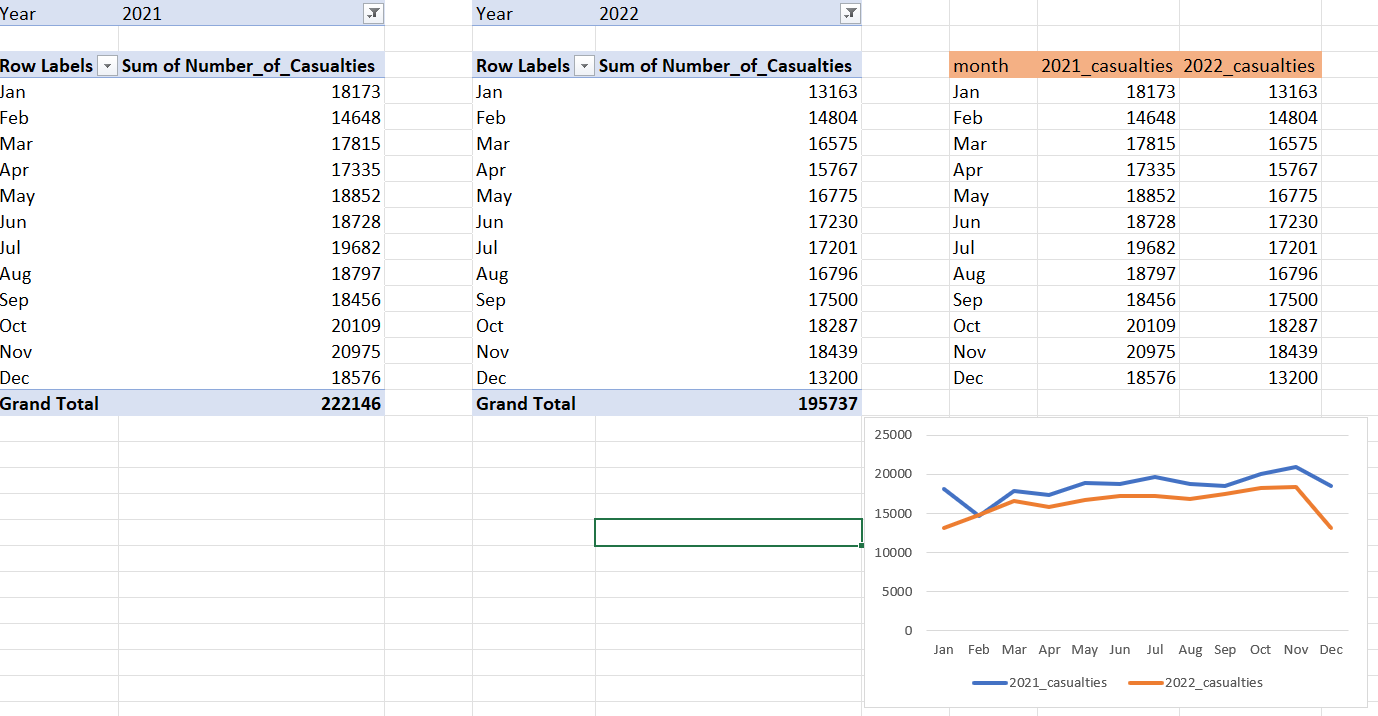 Year 2021 Year 2022
Row Labels Sum of Number_of_Casualties Row Labels Sum of Number_of_Casualties month 2021_casualties 2022_casualties
Jan 18173 Jan 13163 Jan 18173 13163
Feb 14648 Feb 14804 Feb 14648 14804
Mar 17815 Mar 16575 Mar 17815 16575
Apr 17335 Apr 15767 Apr 17335 15767
May 18852 May 16775 May 18852 16775
Jun 18728 Jun 17230 Jun 18728 17230
Jul 19682 Jul 17201 Jul 19682 17201
Aug 18797 Aug 16796 Aug 18797 16796
Sep 18456 Sep 17500 Sep 18456 17500
Oct 20109 Oct 18287 Oct 20109 18287
Nov 20975 Nov 18439 Nov 20975 18439
Dec 18576 Dec 13200 Dec 18576 13200
Grand Total 222146 Grand Total 195737
25000
20000
15000
10000
5000
0
Jan Feb Mar Apr May Jun Jul Aug Sep Oct Nov Dec
2021_casualties 2022_casualties